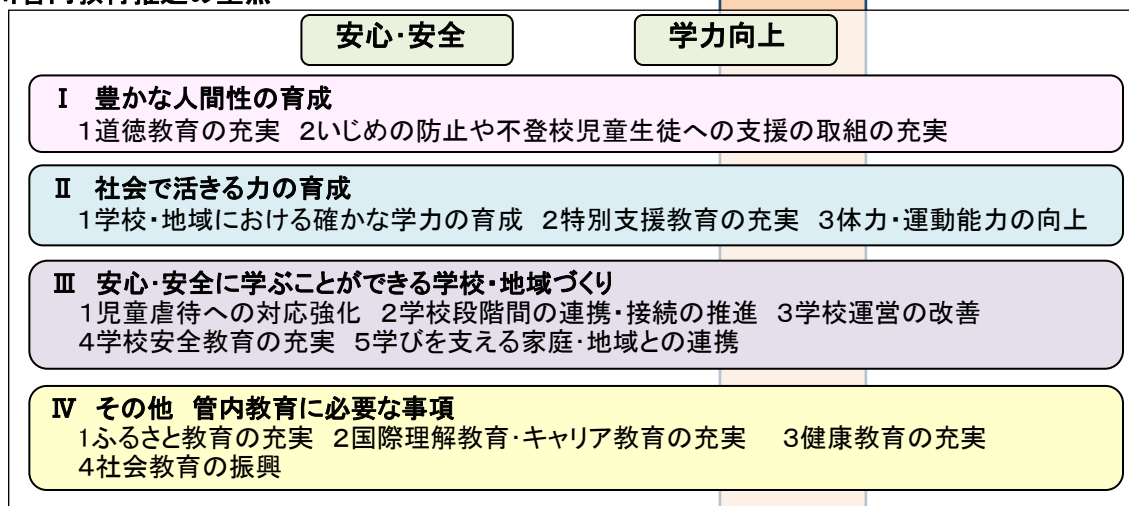 管内教育推進の重点
安心・安全
学力向上
Ⅰ 豊かな人間性の育成
1道徳教育の充実 2いじめの防止や不登校児童生徒への支援の取組の充実
Ⅱ 社会で活きる力の育成
1学校・地域における確かな学力の育成 2特別支援教育の充実 3体力・運動能力の向上
Ⅲ 安心・安全に学ぶことができる学校・地域づくり
1児童虐待への対応強化 2学校段階間の連携・接続の推進 3学校運営の改善
4学校安全教育の充実 5学びを支える家庭・地域との連携
Ⅳ その他 管内教育に必要な事項
1ふるさと教育の充実 2国際理解教育・キャリア教育の充実 3健康教育の充実
4社会教育の振興